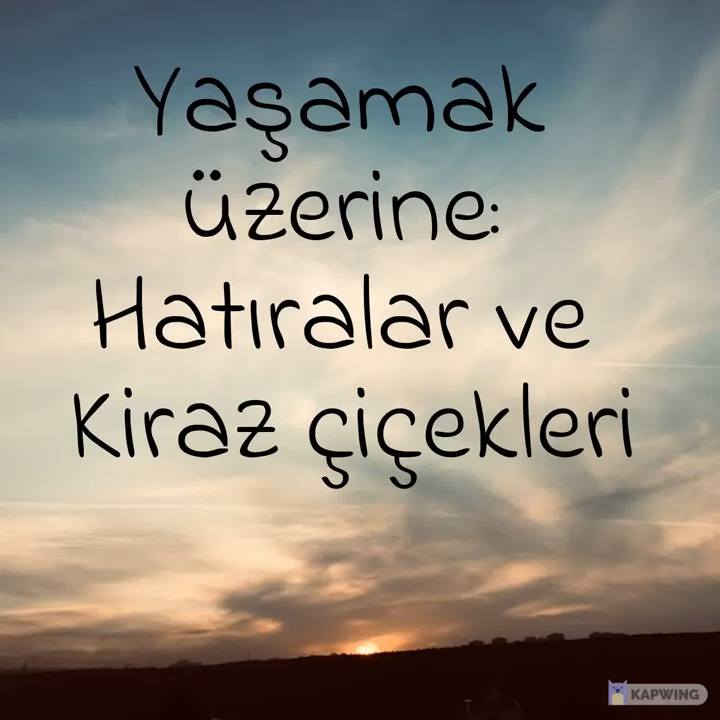 Yaşamak
üzerine:
Hatıralar ve
Kiraz çiçekleri
KAPWING